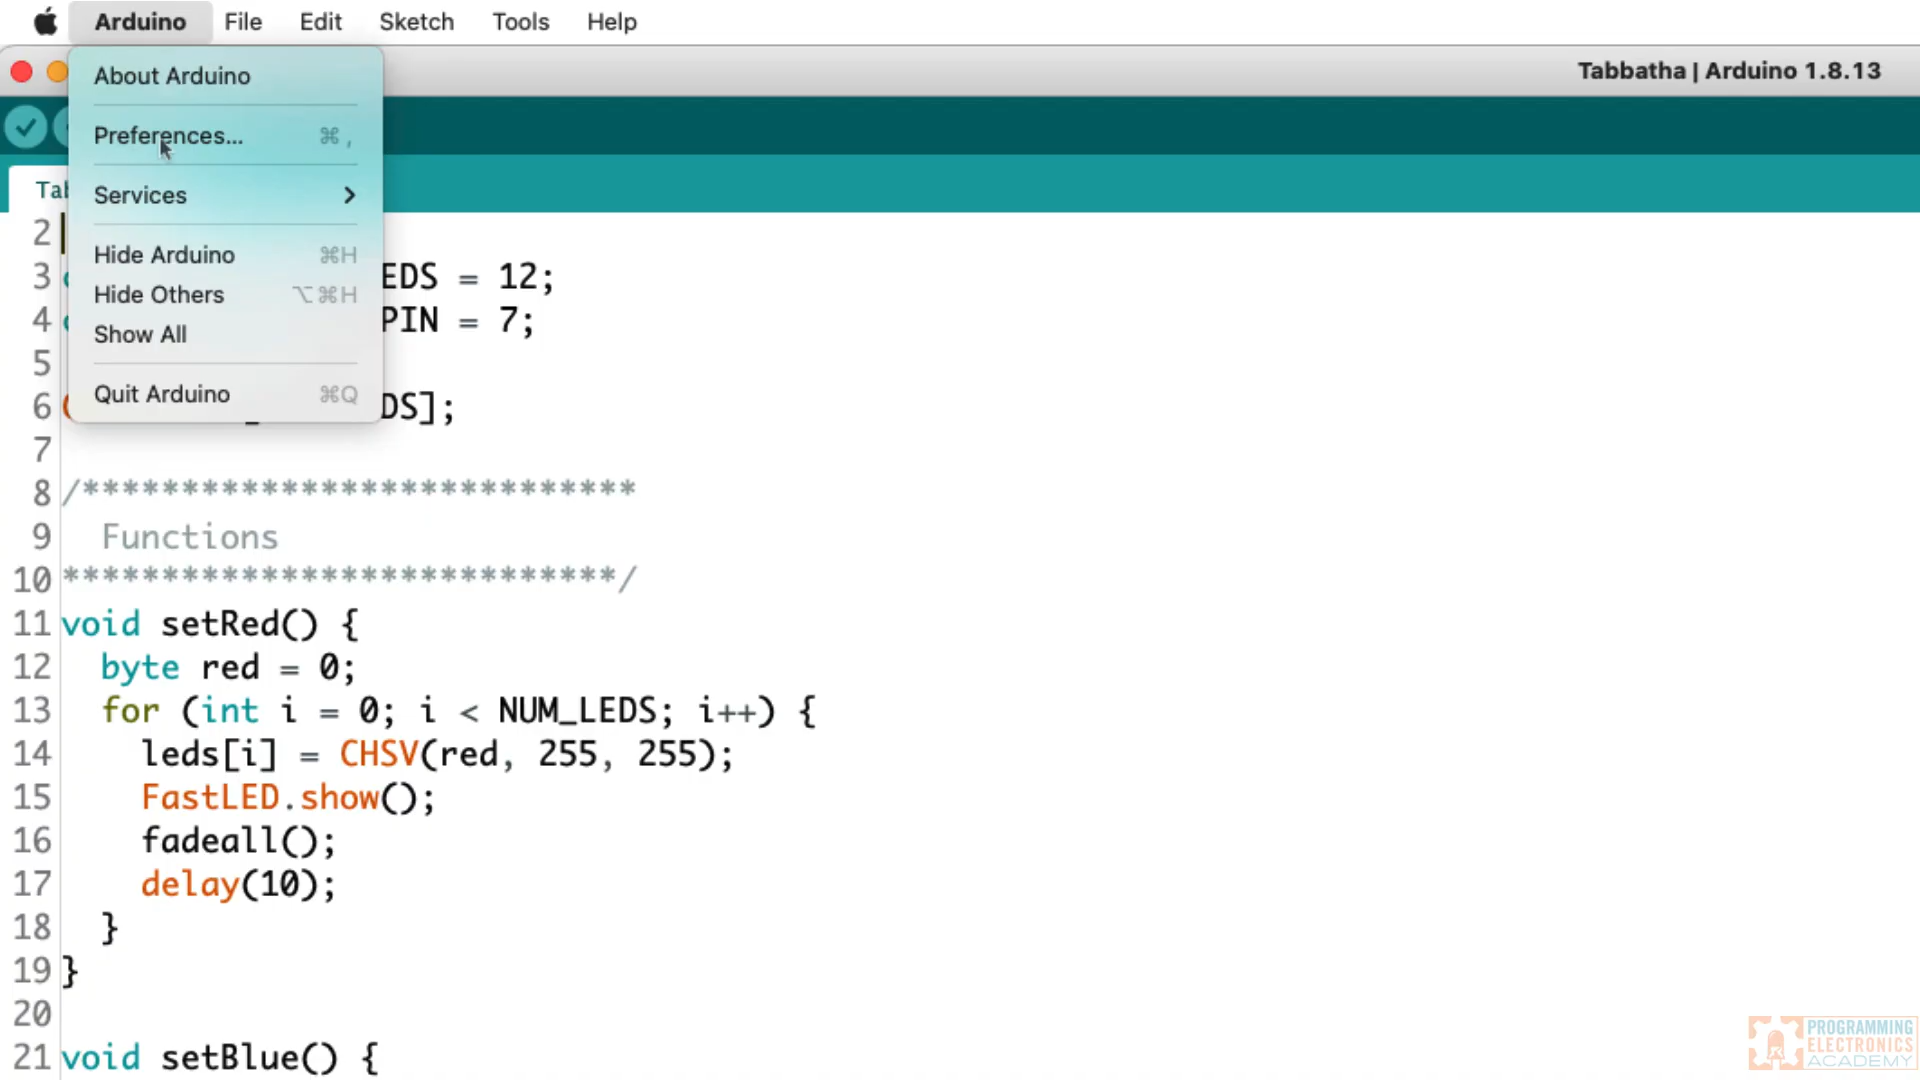 Arduino File Edit Sketch Tools Help
Tabbatha | Arduino 1.8.13
About Arduino
Preferences... ⌘ ,
Services
Hide Arduino ⌘H
Hide Others ⌥⌘H
Show All
Quit Arduino ⌘Q
Tab
2
3 EDS = 12;
4 PIN = 7;
5
6 DS];
7
8 /****************************
9 Functions
10 ****************************/
11 void setRed() {
12 byte red = 0;
13 for (int i = 0; i < NUM_LEDS; i++) {
14 leds[i] = CHSV(red, 255, 255);
15 FastLED.show();
16 fadeall();
17 delay(10);
18 }
19 }
20
21 void setBlue() {
PROGRAMMING
ELECTRONICS
ACADEMY